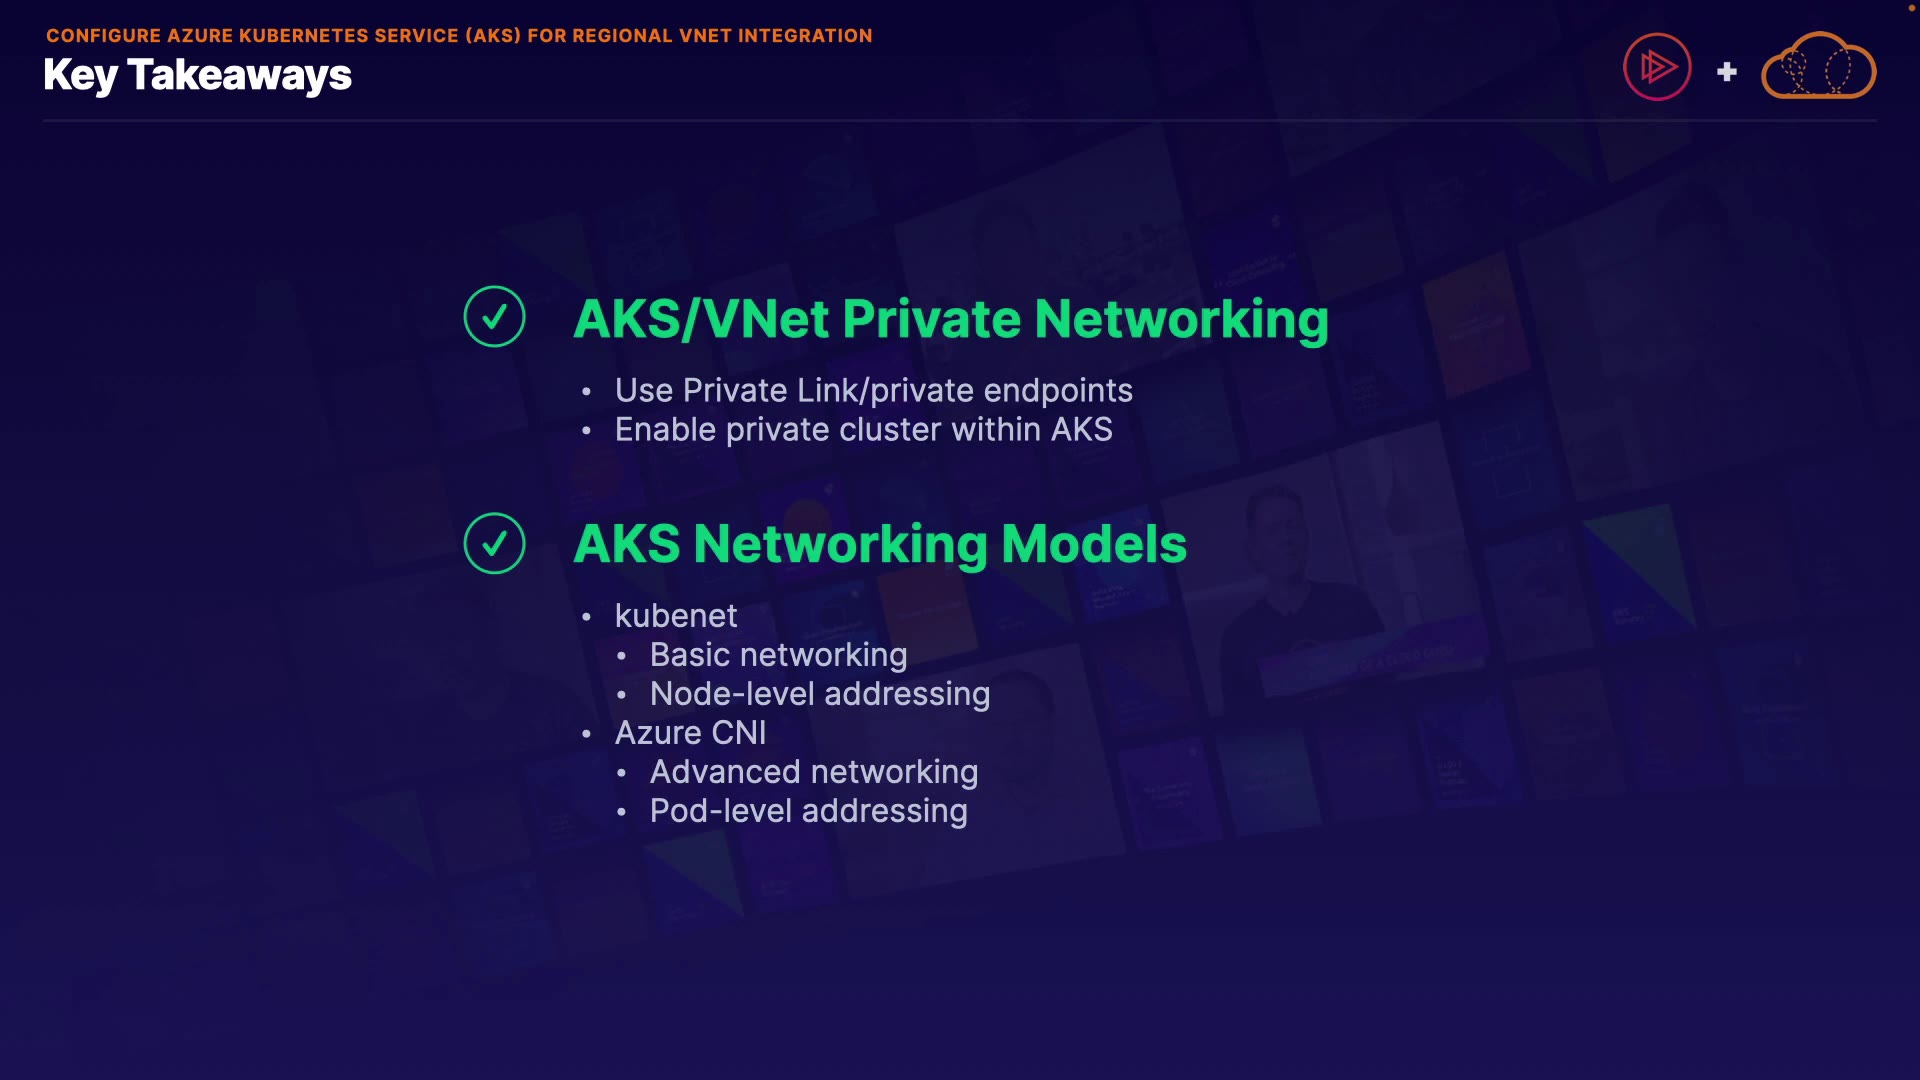 CONFIGURE AZURE KUBERNETES SERVICE (AKS) FOR REGIONAL VNET INTEGRATION
Key Takeaways
AKS/VNet Private Networking
• Use Private Link/private endpoints
• Enable private cluster within AKS
AKS Networking Models
• kubenet
• Basic networking
• Node-level addressing
• Azure CNI
• Advanced networking
• Pod-level addressing